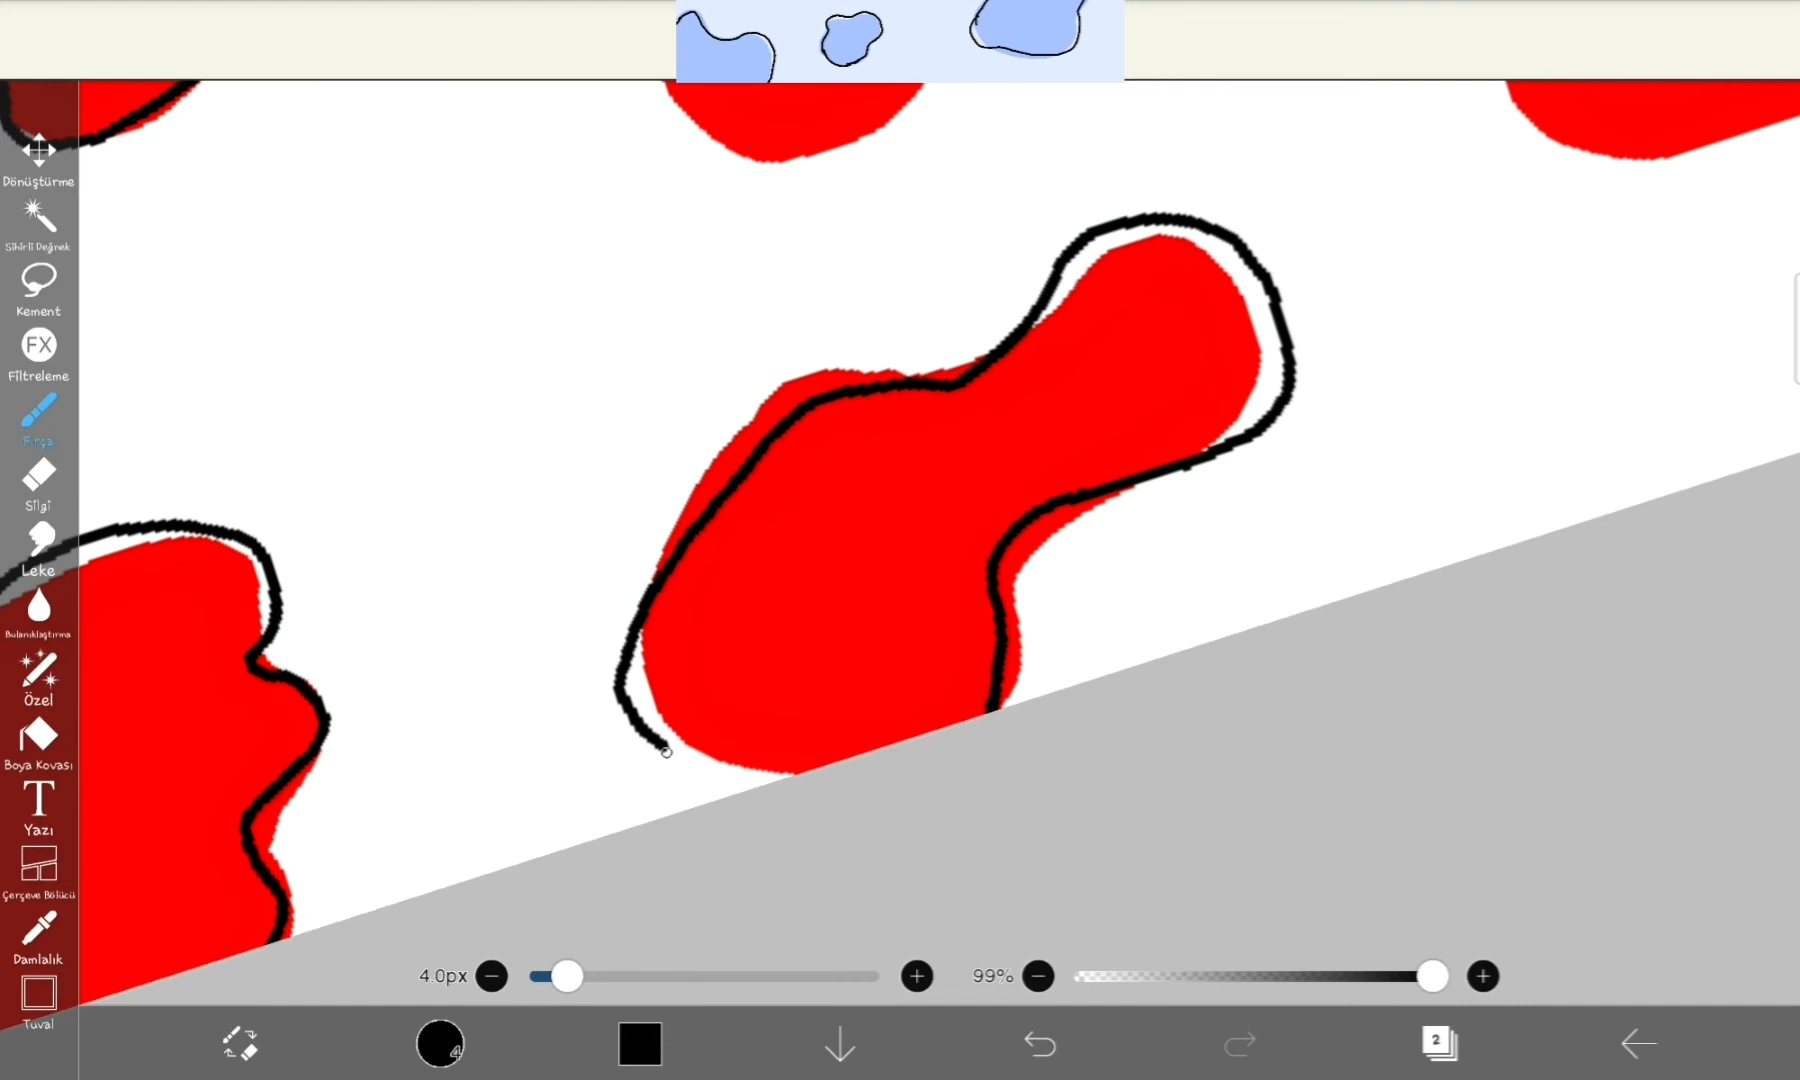 Dönüştürme
Sihirli Değnek
Kement
FX
Filtreleme
Fırça
Silgi
Leke
Bulanıklaştırma
Özel
Boya Kovası
T
Yazı
Çerçeve Bölücü
Damlalık
Tuval
4.0px
99%
4
2